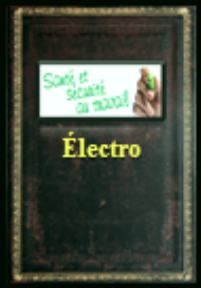 Santé et
sécurité
au travail
Électro